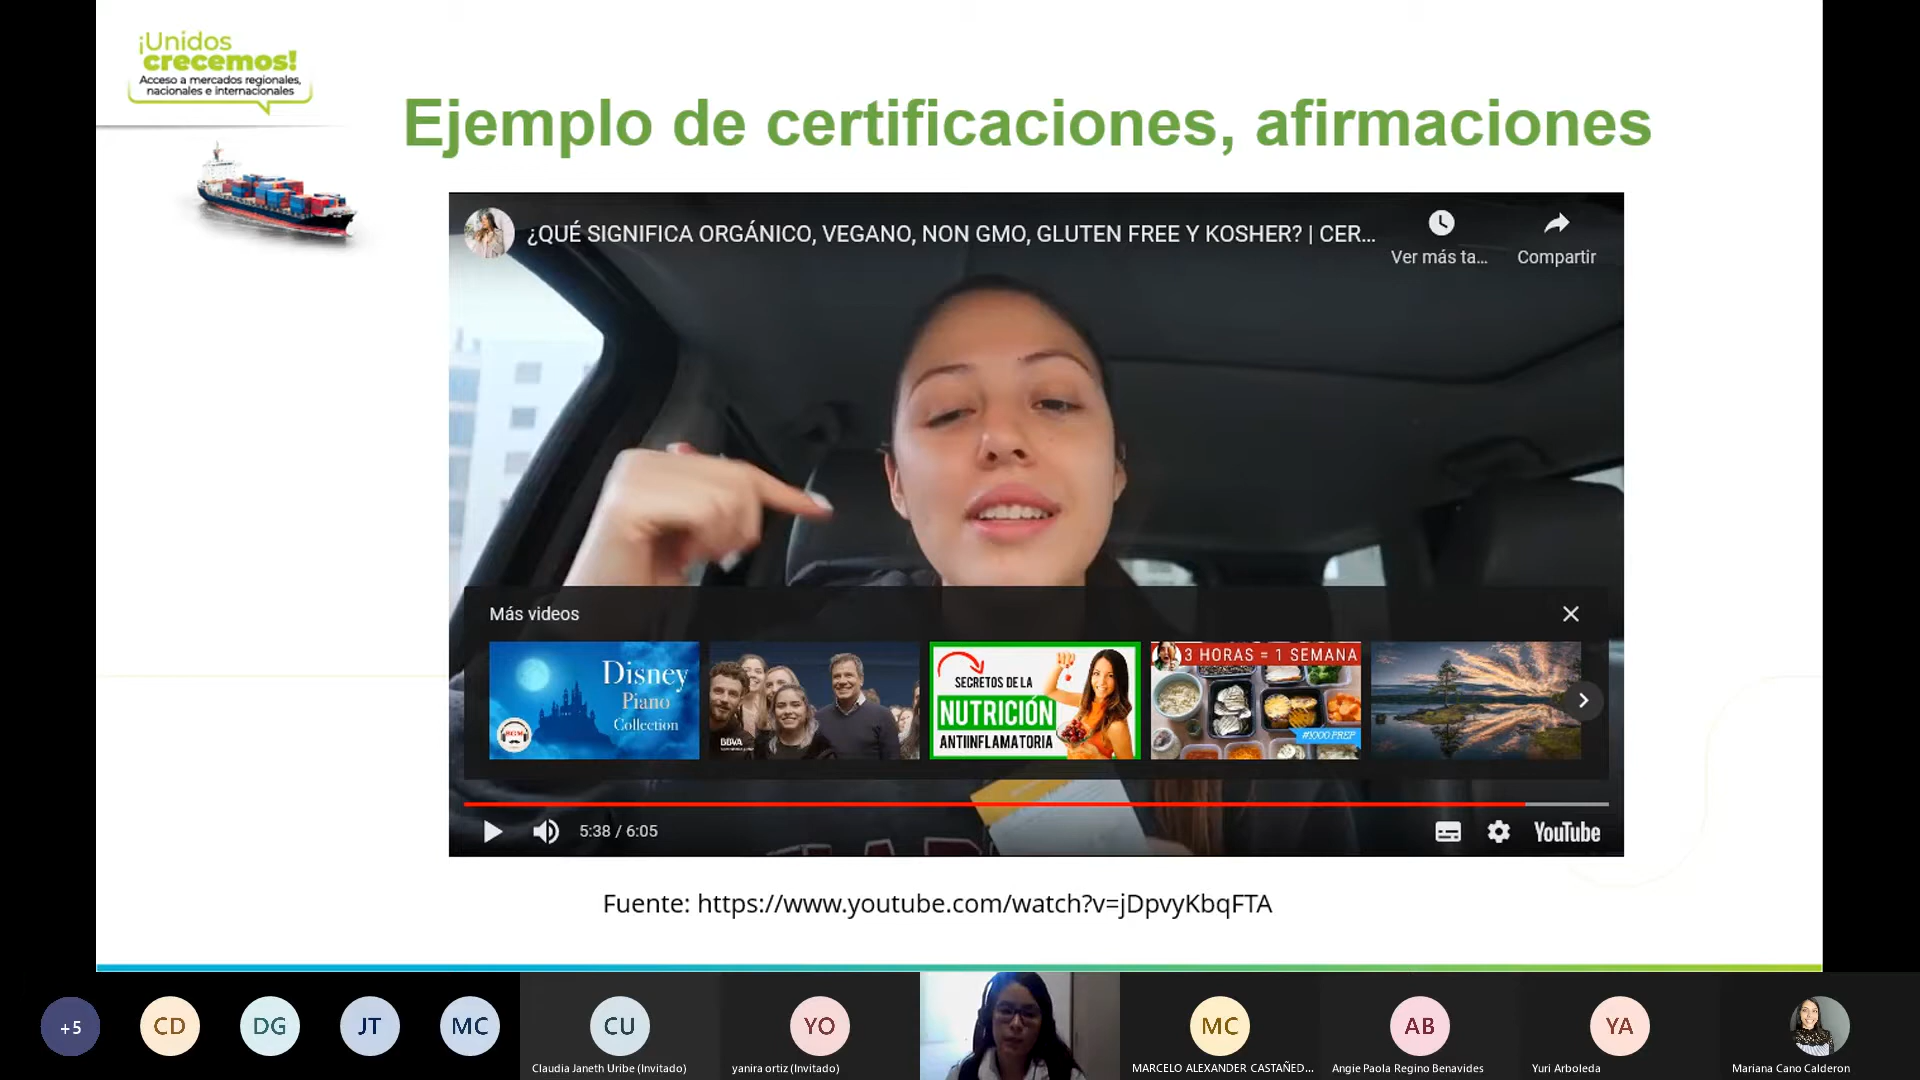 ¡Unidos
crecemos!
Acceso a mercados regionales,
nacionales e internacionales
Ejemplo de certificaciones, afirmaciones
¿QUÉ SIGNIFICA ORGÁNICO, VEGANO, NON GMO, GLUTEN FREE Y KOSHER? | CER...
Ver más ta...
Compartir
Más videos
Disney
Piano
Collection
BGM
BBVA
SECRETOS DE LA
NUTRICIÓN
ANTIINFLAMATORIA
3 HORAS = 1 SEMANA
PREP
5:38 / 6:05
YouTube
Fuente: https://www.youtube.com/watch?v=jDpvyKbqFTA
+5
CD
DG
JT
MC
CU
YO
MC
AB
YA
Claudia Janeth Uribe (Invitado)
yanira ortiz (Invitado)
MARCELO ALEXANDER CASTAÑED...
Angie Paola Regino Benavides
Yuri Arboleda
Mariana Cano Calderon